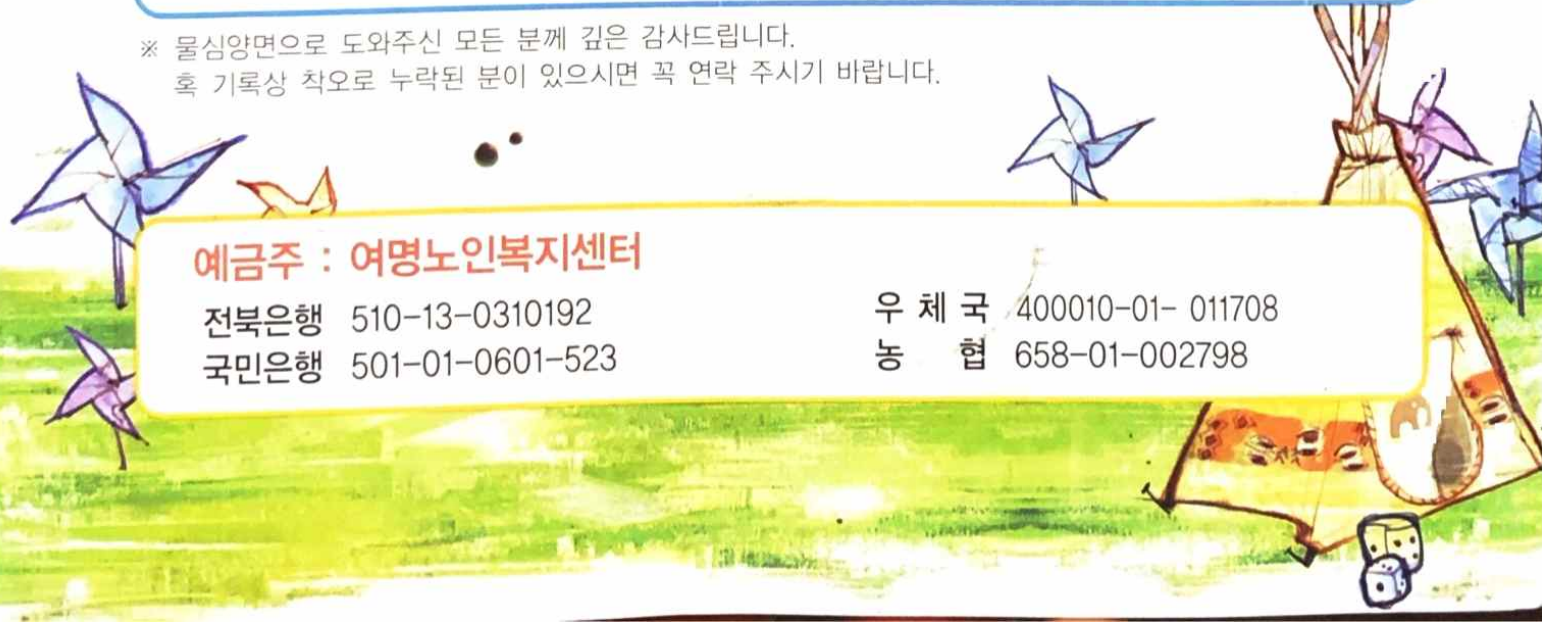 ※ 물심양면으로 도와주신 모든 분께 깊은 감사드립니다.
혹 기록상 착오로 누락된 분이 있으시면 꼭 연락 주시기 바랍니다.
예금주 : 여명노인복지센터
전북은행 510-13-0310192
우 체 국 400010-01- 011708
국민은행 501-01-0601-523
농 협 658-01-002798